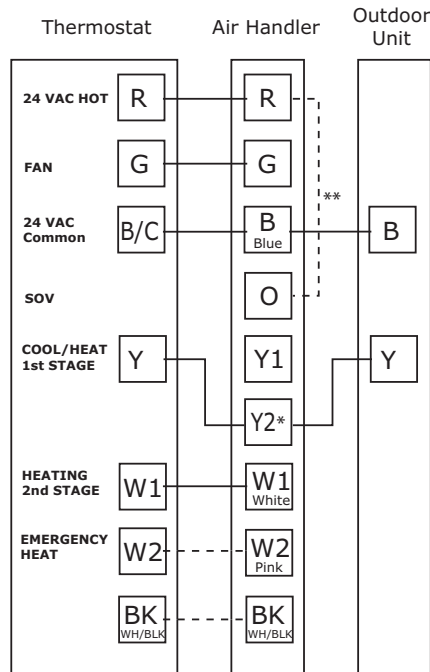 Thermostat Air Handler Outdoor Unit
24 VAC HOT R R
FAN G G
**
24 VAC Common B/C B Blue B
SOV O
COOL/HEAT 1st STAGE Y Y1 Y
Y2*
HEATING 2nd STAGE W1 W1 White
EMERGENCY HEAT W2 W2 Pink
BK WH/BLK BK WH/BLK